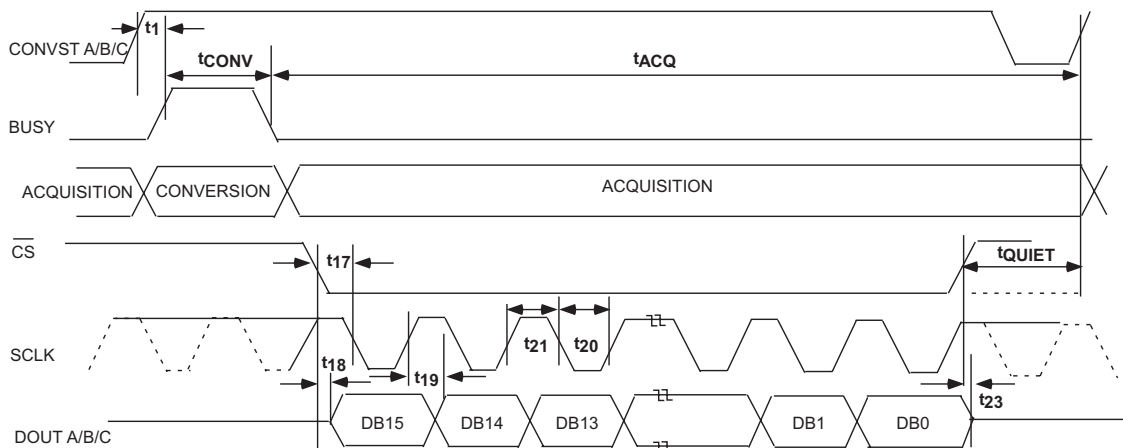 t1
CONVST A/B/C
tCONV
tACQ
BUSY
ACQUISITION
CONVERSION
ACQUISITION
CS
t17
tQUIET
SCLK
t21
t20
t18
t19
t23
DOUT A/B/C
DB15
DB14
DB13
DB1
DB0